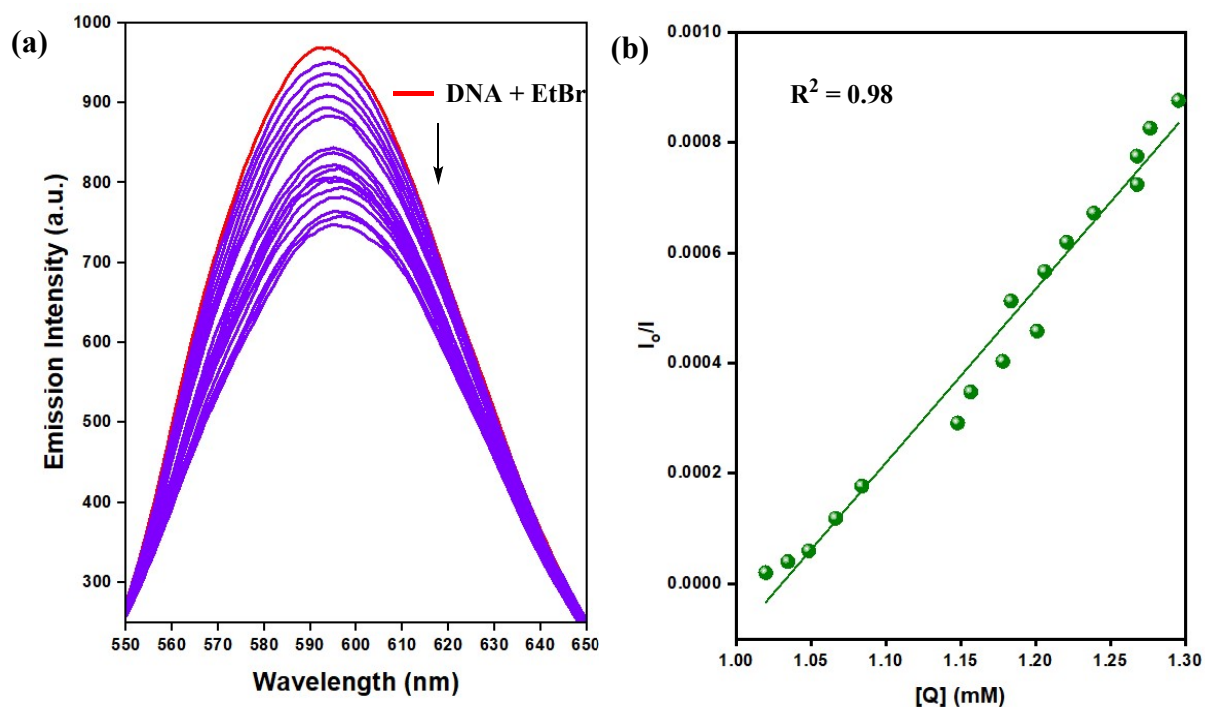 (a)
1000
900
800
700
600
500
400
300
Emission Intensity (a.u.)
DNA + EtBr
550 560 570 580 590 600 610 620 630 640 650
Wavelength (nm)
(b)
0.0010
0.0008
0.0006
0.0004
0.0002
0.0000
I₀/I
R² = 0.98
1.00 1.05 1.10 1.15 1.20 1.25 1.30
[Q] (mM)